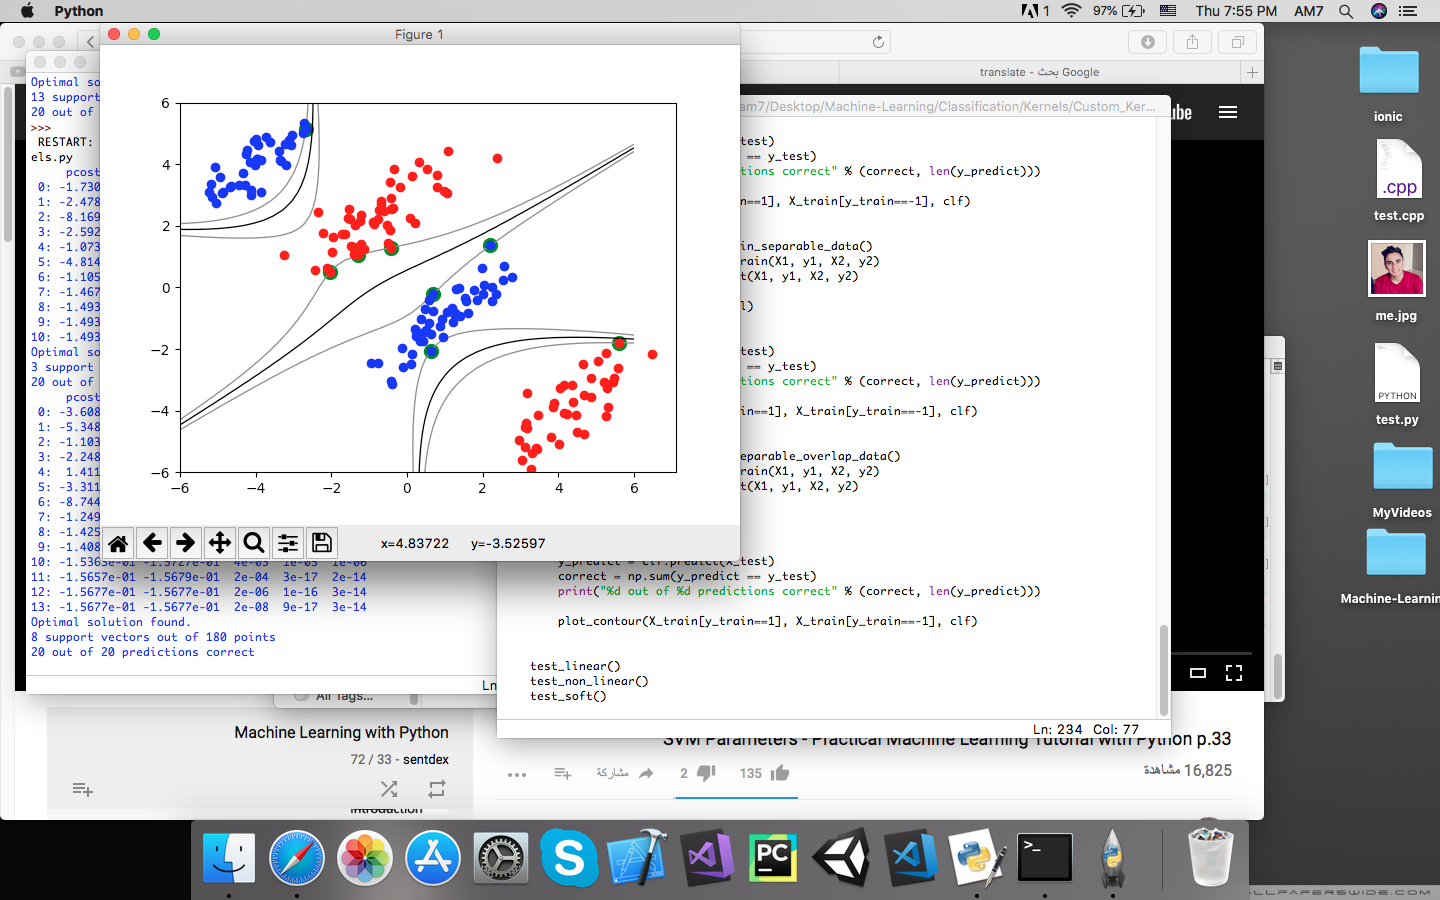 Python
1
97%
Thu 7:55 PM
AM7
Figure 1
translate - بحث Google
am7/Desktop/Machine-Learning/Classification/Kernels/Custom_Ker...
Optimal so
13 support
20 out of
>>>
RESTART:
els.py
pcost
0: -1.730
1: -2.478
2: -8.169
3: -2.592
4: -1.073
5: -4.814
6: -1.105
7: -1.467
8: -1.493
9: -1.493
10: -1.493
Optimal so
3 support
20 out of
pcost
0: -3.608
1: -5.348
2: -1.103
3: -2.248
4:  1.411
5: -3.311
6: -8.744
7: -1.249
8: -1.425
9: -1.408
10: -1.5363e-01 -1.5727e-01  4e-03  1e-05  1e-06
11: -1.5657e-01 -1.5679e-01  2e-04  3e-17  2e-14
12: -1.5677e-01 -1.5677e-01  2e-06  1e-16  3e-14
13: -1.5677e-01 -1.5677e-01  2e-08  9e-17  3e-14
Optimal solution found.
8 support vectors out of 180 points
20 out of 20 predictions correct
Ln
6
4
2
0
−2
−4
−6
−6 −4 −2 0 2 4 6
x=4.83722 y=-3.52597
test)
== y_test)
tions correct" % (correct, len(y_predict)))
n==1], X_train[y_train==-1], clf)
in_separable_data()
rain(X1, y1, X2, y2)
t(X1, y1, X2, y2)
l)
test)
== y_test)
tions correct" % (correct, len(y_predict)))
n==1], X_train[y_train==-1], clf)
eparable_overlap_data()
rain(X1, y1, X2, y2)
t(X1, y1, X2, y2)
y_predict = clf.predict(X_test)
correct = np.sum(y_predict == y_test)
print("%d out of %d predictions correct" % (correct, len(y_predict)))
plot_contour(X_train[y_train==1], X_train[y_train==-1], clf)
test_linear()
test_non_linear()
test_soft()
Ln: 234 Col: 77
ube
All Tags...
Machine Learning with Python
72 / 33 - sentdex
Introduction
SVM Parameters - Practical Machine Learning Tutorial with Python p.33
16,825 مشاهدة
مشاركة
2
135
ionic
.cpp
test.cpp
me.jpg
PYTHON
test.py
MyVideos
Machine-Learnin
S
PC
>_
ALLPAPERSWIDE.COM